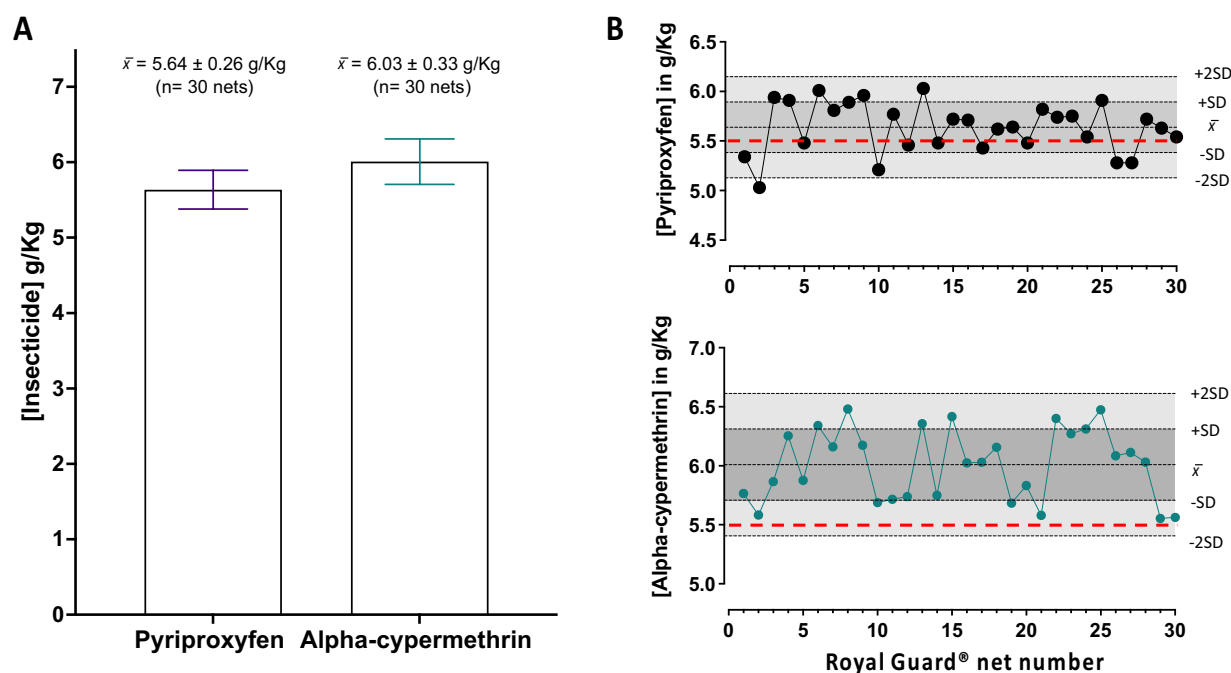 A
x̄ = 5.64 ± 0.26 g/Kg
(n= 30 nets)
x̄ = 6.03 ± 0.33 g/Kg
(n= 30 nets)
[Insecticide] g/Kg
7
6
5
4
3
2
1
0
Pyriproxyfen
Alpha-cypermethrin
B
[Pyriproxyfen] in g/Kg
6.5
6.0
5.5
5.0
4.5
+2SD
+SD
x̄
-SD
-2SD
0 5 10 15 20 25 30
[Alpha-cypermethrin] in g/Kg
7.0
6.5
6.0
5.5
5.0
+2SD
+SD
x̄
-SD
-2SD
0 5 10 15 20 25 30
Royal Guard® net number